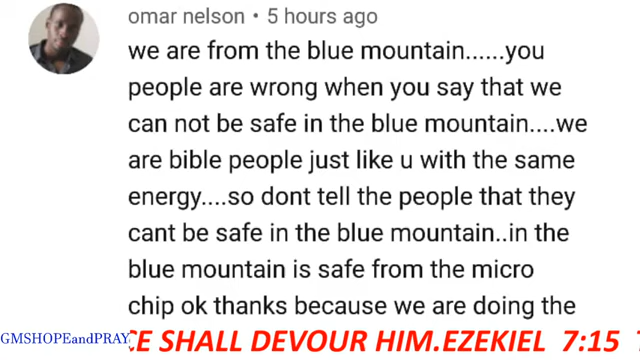 omar nelson • 5 hours ago
we are from the blue mountain......you
people are wrong when you say that we
can not be safe in the blue mountain....we
are bible people just like u with the same
energy....so dont tell the people that they
cant be safe in the blue mountain..in the
blue mountain is safe from the micro
chip ok thanks because we are doing the
GMSHOPEandPRAY CE SHALL DEVOUR HIM.EZEKIEL 7:15